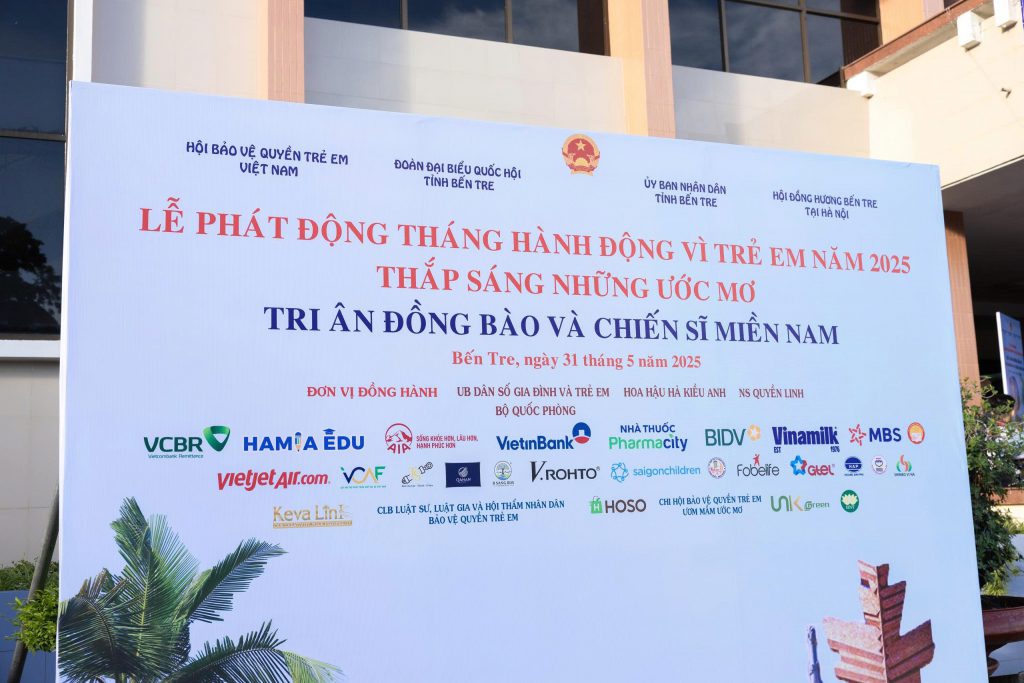 HỘI BẢO VỆ QUYỀN TRẺ EM
VIỆT NAM
ĐOÀN ĐẠI BIỂU QUỐC HỘI
TỈNH BẾN TRE
ỦY BAN NHÂN DÂN
TỈNH BẾN TRE
HỘI ĐỒNG HƯƠNG BẾN TRE
TẠI HÀ NỘI
LỄ PHÁT ĐỘNG THÁNG HÀNH ĐỘNG VÌ TRẺ EM NĂM 2025
THẮP SÁNG NHỮNG ƯỚC MƠ
TRI ÂN ĐỒNG BÀO VÀ CHIẾN SĨ MIỀN NAM
Bến Tre, ngày 31 tháng 5 năm 2025
ĐƠN VỊ ĐỒNG HÀNH
UB DÂN SỐ GIA ĐÌNH VÀ TRẺ EM
BỘ QUỐC PHÒNG
HOA HẬU HÀ KIỀU ANH
NS QUYỀN LINH
VCBR
Vietcombank Remittance
HAMIA EDU
AIA
SỐNG KHỎE HƠN, LÂU HƠN,
HẠNH PHÚC HƠN
VietinBank
NHÀ THUỐC
Pharmacity
BIDV
Vinamilk
EST 1976
MBS
vietjetAir.com
VCAF
V.ROHTO
saigonchildren
Fobelife
Gtel
Keva Lini
CLB LUẬT SƯ, LUẬT GIA VÀ HỘI THẨM NHÂN DÂN
BẢO VỆ QUYỀN TRẺ EM
HOSO
CHI HỘI BẢO VỆ QUYỀN TRẺ EM
ƯƠM MẦM ƯỚC MƠ
UNIK Green